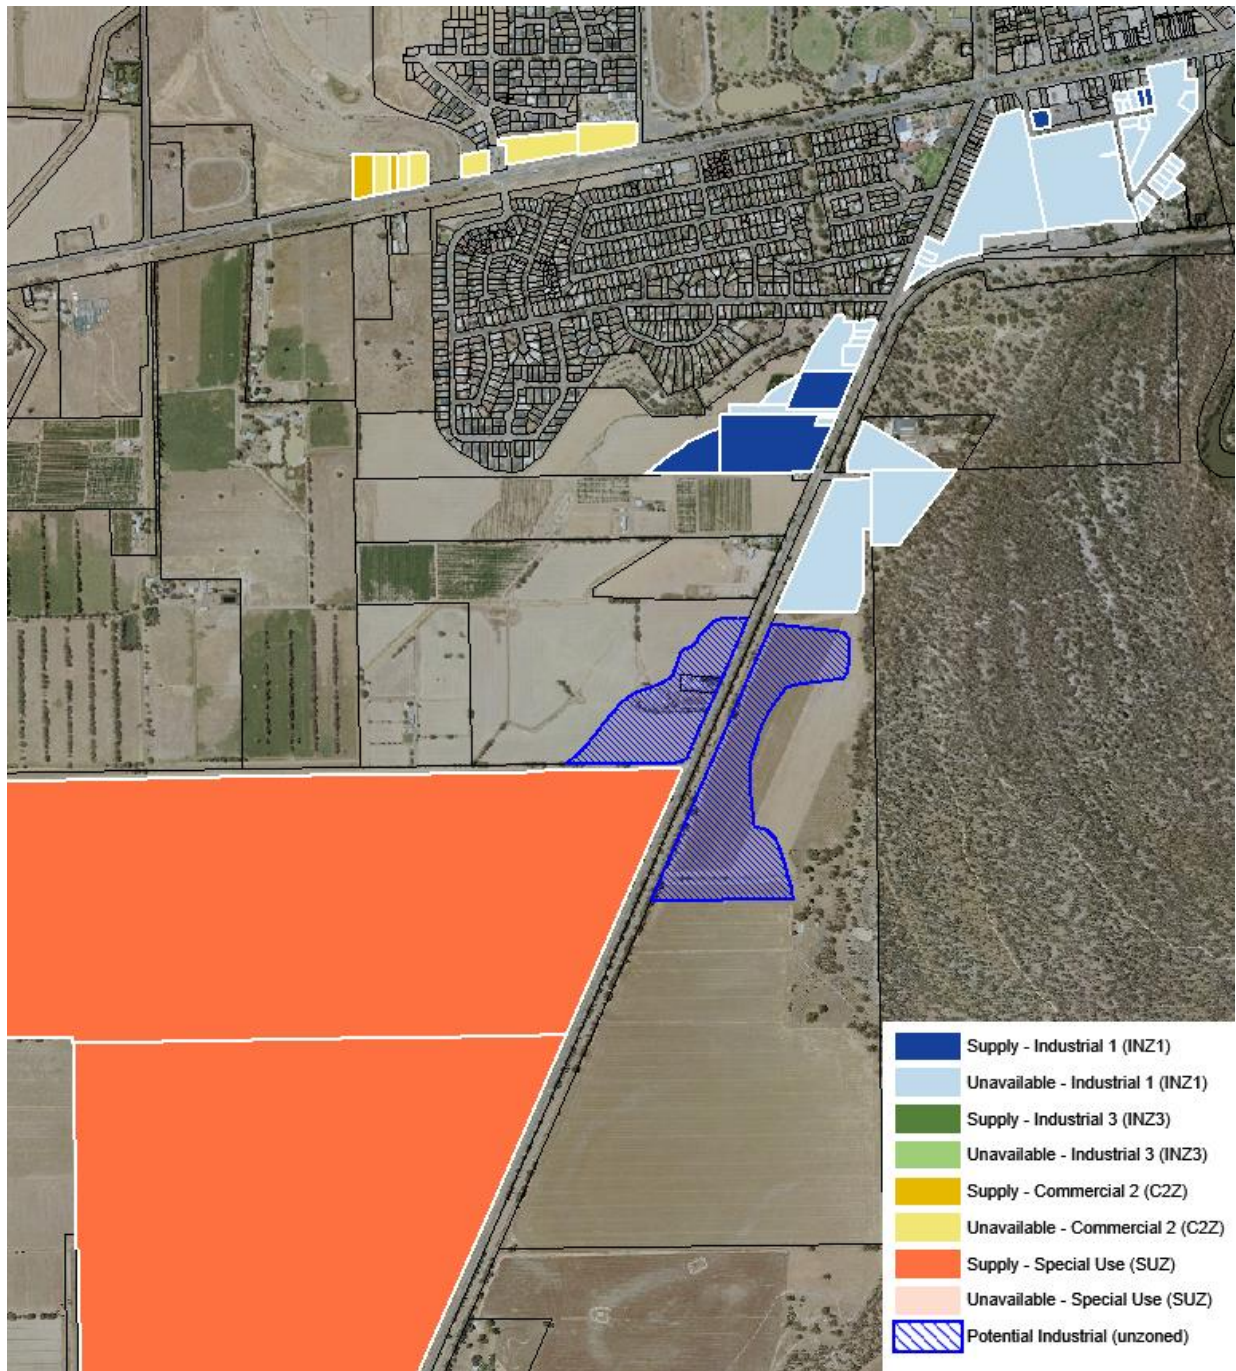 Supply - Industrial 1 (INZ1)
Unavailable - Industrial 1 (INZ1)
Supply - Industrial 3 (INZ3)
Unavailable - Industrial 3 (INZ3)
Supply - Commercial 2 (C2Z)
Unavailable - Commercial 2 (C2Z)
Supply - Special Use (SUZ)
Unavailable - Special Use (SUZ)
Potential Industrial (unzoned)